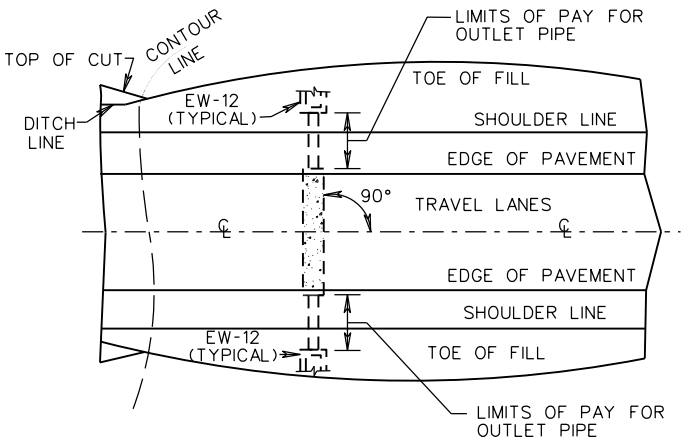 LIMITS OF PAY FOR
OUTLET PIPE
CONTOUR
LINE
TOP OF CUT
TOE OF FILL
EW-12
(TYPICAL)
DITCH
LINE
SHOULDER LINE
EDGE OF PAVEMENT
90°
TRAVEL LANES
℄
℄
EDGE OF PAVEMENT
SHOULDER LINE
EW-12
(TYPICAL)
TOE OF FILL
LIMITS OF PAY FOR
OUTLET PIPE